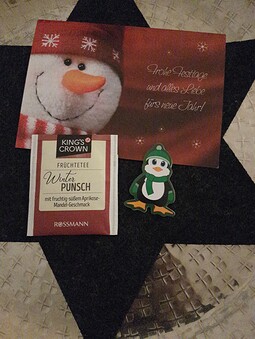 Frohe Festtage
und alles Liebe
fürs neue Jahr!
KING'S
CROWN
FRÜCHTETEE
Winter
PUNSCH
mit fruchtig-süßem Aprikose-
Mandel-Geschmack
ROSSMANN